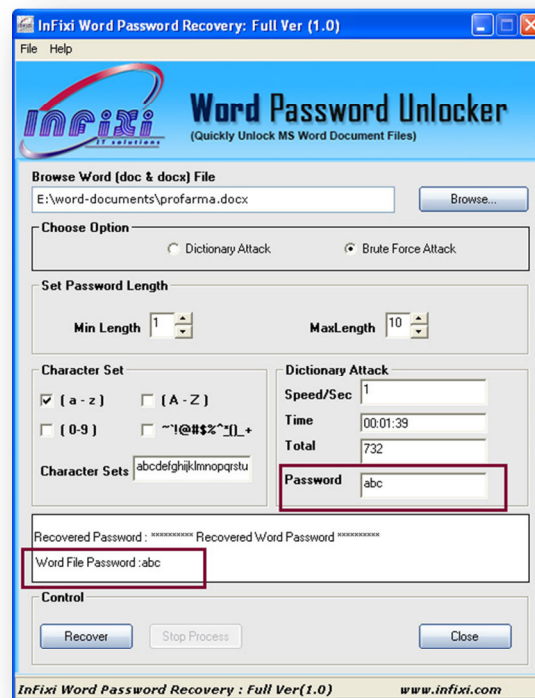 InFixi Word Password Recovery: Full Ver (1.0)
File Help
InFixi
IT solutions
Word Password Unlocker
(Quickly Unlock MS Word Document Files)
Browse Word (doc & docx) File
E:\word-documents\profarma.docx
Browse...
Choose Option
Dictionary Attack
Brute Force Attack
Set Password Length
Min Length 1
MaxLength 10
Character Set
( a - z ) ( A - Z )
( 0-9 ) ~`!@#$%^*()_+
Character Sets abcdefghijklmnopqrstu
Dictionary Attack
Speed/Sec 1
Time 00:01:39
Total 732
Password abc
Recovered Password : ********** Recovered Word Password **********
Word File Password :abc
Control
Recover
Stop Process
Close
InFixi Word Password Recovery : Full Ver(1.0) www.infixi.com